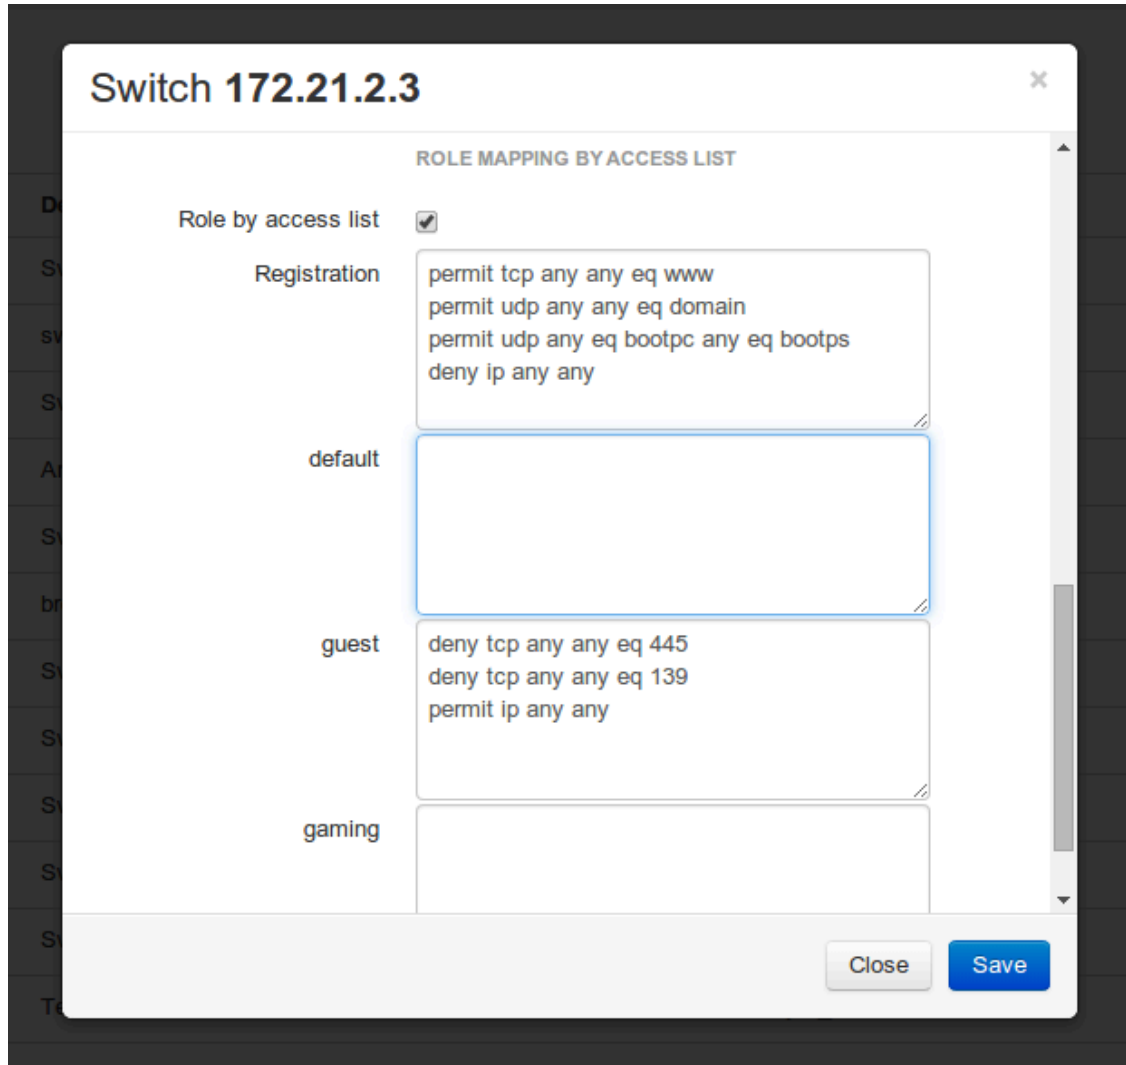 Switch 172.21.2.3 ×
ROLE MAPPING BY ACCESS LIST
Role by access list
Registration
permit tcp any any eq www
permit udp any any eq domain
permit udp any eq bootpc any eq bootps
deny ip any any
default
guest
deny tcp any any eq 445
deny tcp any any eq 139
permit ip any any
gaming
Close
Save